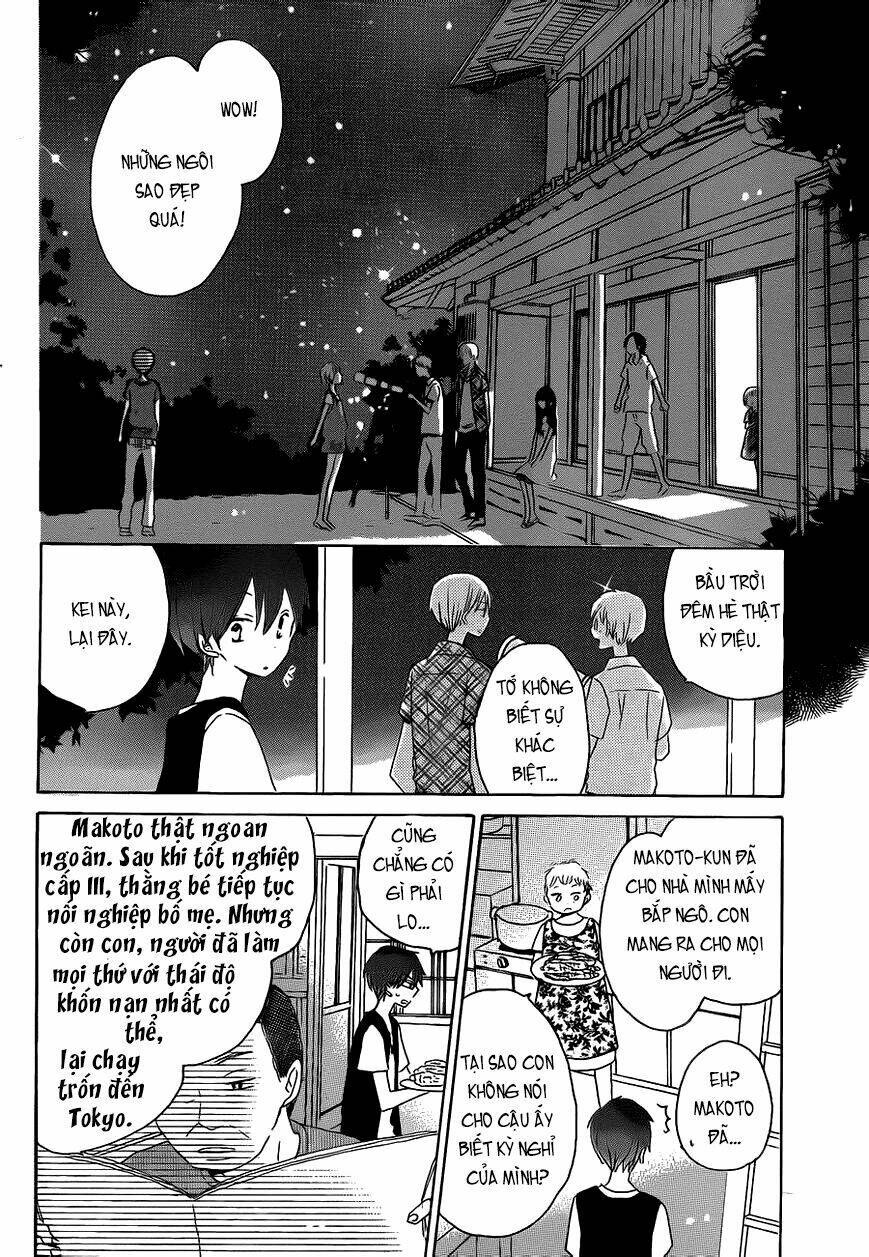 WOW!
NHỮNG NGÔI
SAO ĐẸP
QUÁ!
BẦU TRỜI
ĐÊM HÈ THẬT
KỲ DIỆU.
TỚ KHÔNG
BIẾT SỰ
KHÁC
BIỆT...
KEI NÀY,
LẠI ĐÂY.
MAKOTO-KUN ĐÃ
CHO NHÀ MÌNH MẤY
BẮP NGÔ. CON
MANG RA CHO MỌI
NGƯỜI ĐI.
EH?
MAKOTO
ĐÃ...
TẠI SAO CON
KHÔNG NÓI
CHO CẬU ẤY
BIẾT KỲ NGHỈ
CỦA MÌNH?
CŨNG
CHẲNG CÓ
GÌ PHẢI
LO...
Makoto thật ngoan
ngoãn. Sau khi tốt nghiệp
cấp III, thằng bé tiếp tục
nối nghiệp bố mẹ. Nhưng
còn con, người đã làm
mọi thứ với thái độ
khốn nạn nhất có
thể,
lại chạy
trốn đến
Tokyo.